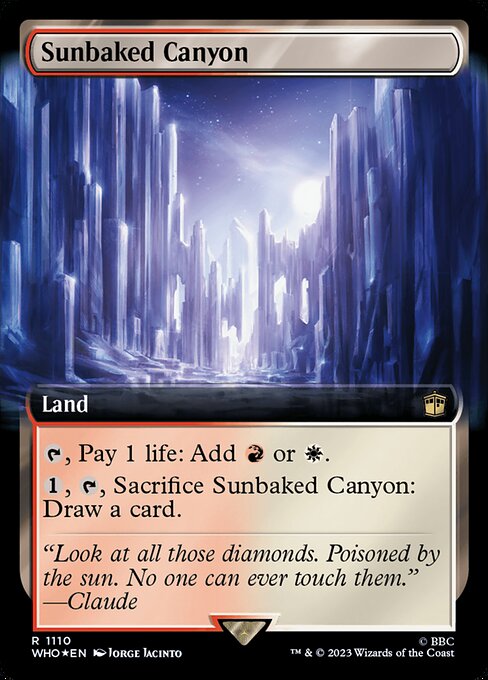 Sunbaked Canyon
Land
, Pay 1 life: Add or .
1, , Sacrifice Sunbaked Canyon:
Draw a card.
“Look at all those diamonds. Poisoned by
the sun. No one can ever touch them.”
—Claude
R 1110
WHO★EN Jorge Jacinto
© BBC
™ & © 2023 Wizards of the Coast